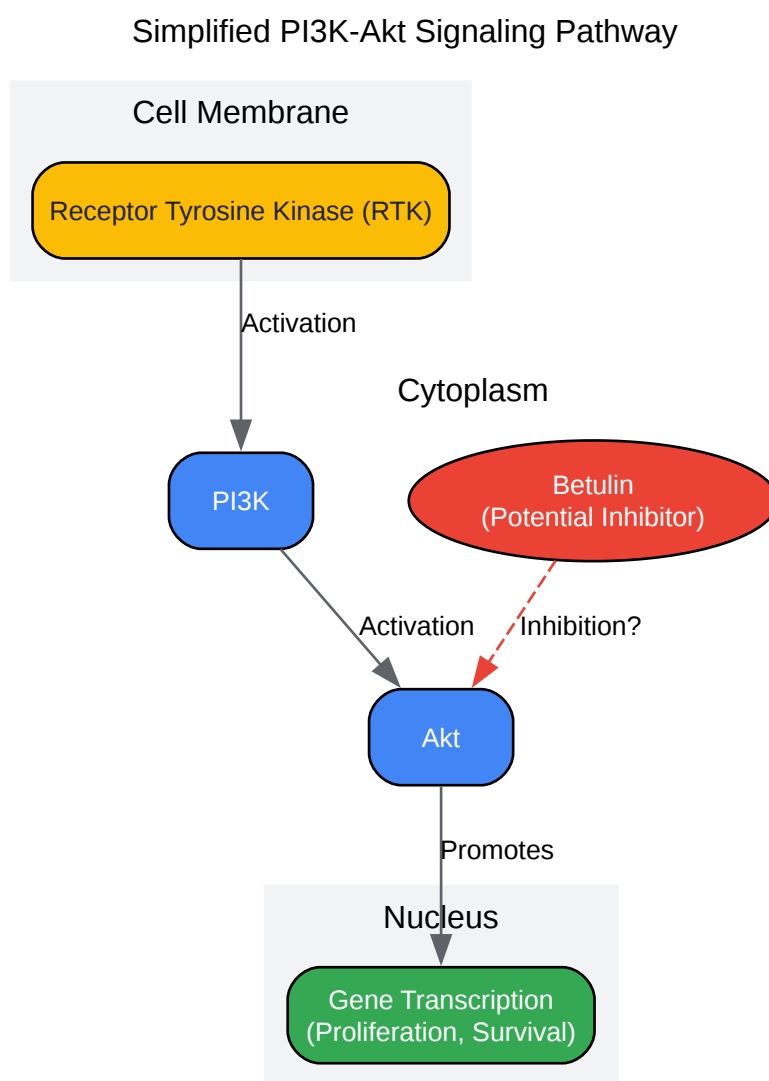 Simplified PI3K-Akt Signaling Pathway
Cell Membrane
Receptor Tyrosine Kinase (RTK)
Activation
Cytoplasm
PI3K
Betulin
(Potential Inhibitor)
Activation
Inhibition?
Akt
Promotes
Nucleus
Gene Transcription
(Proliferation, Survival)